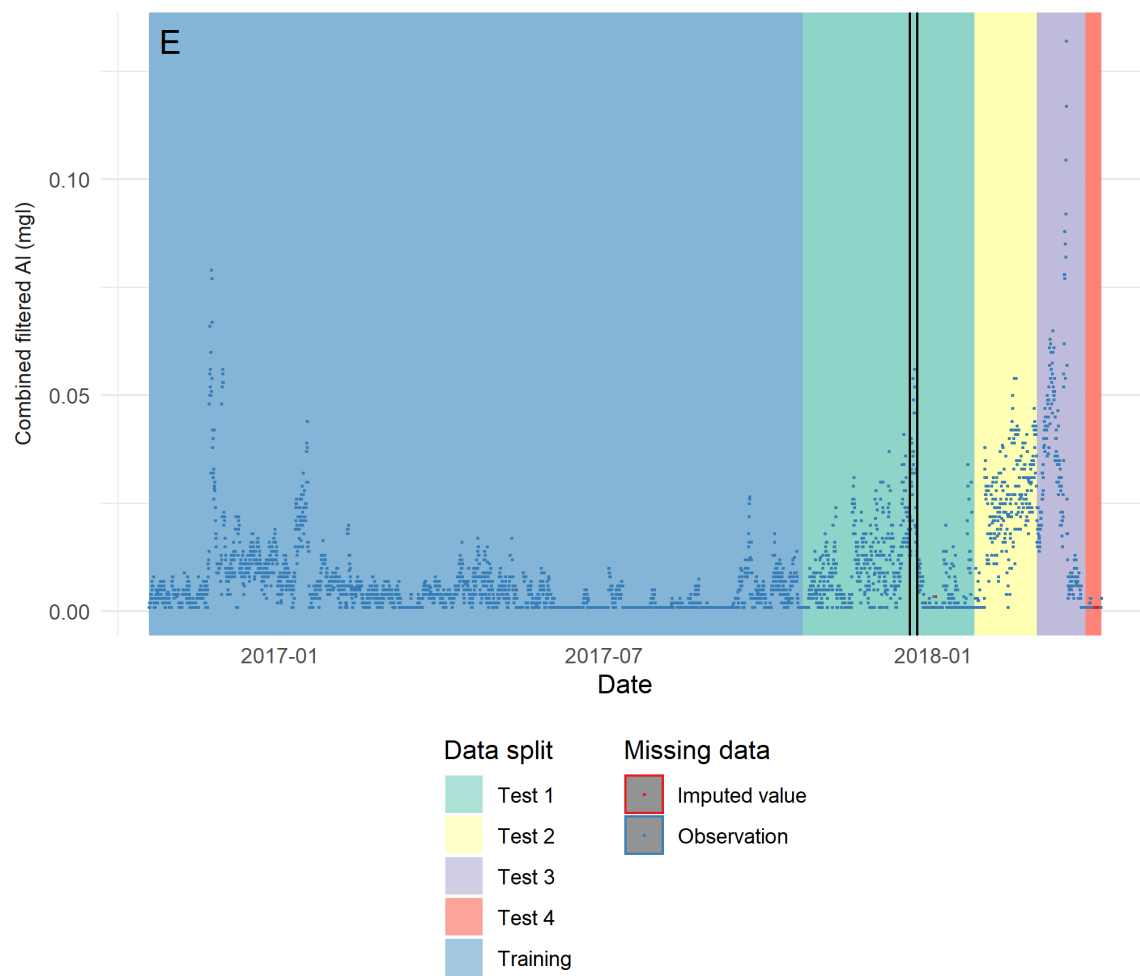 E
0.10
0.05
0.00
Combined filtered Al (mgl)
2017-01 2017-07 2018-01
Date
Data split
Test 1
Test 2
Test 3
Test 4
Training
Missing data
Imputed value
Observation